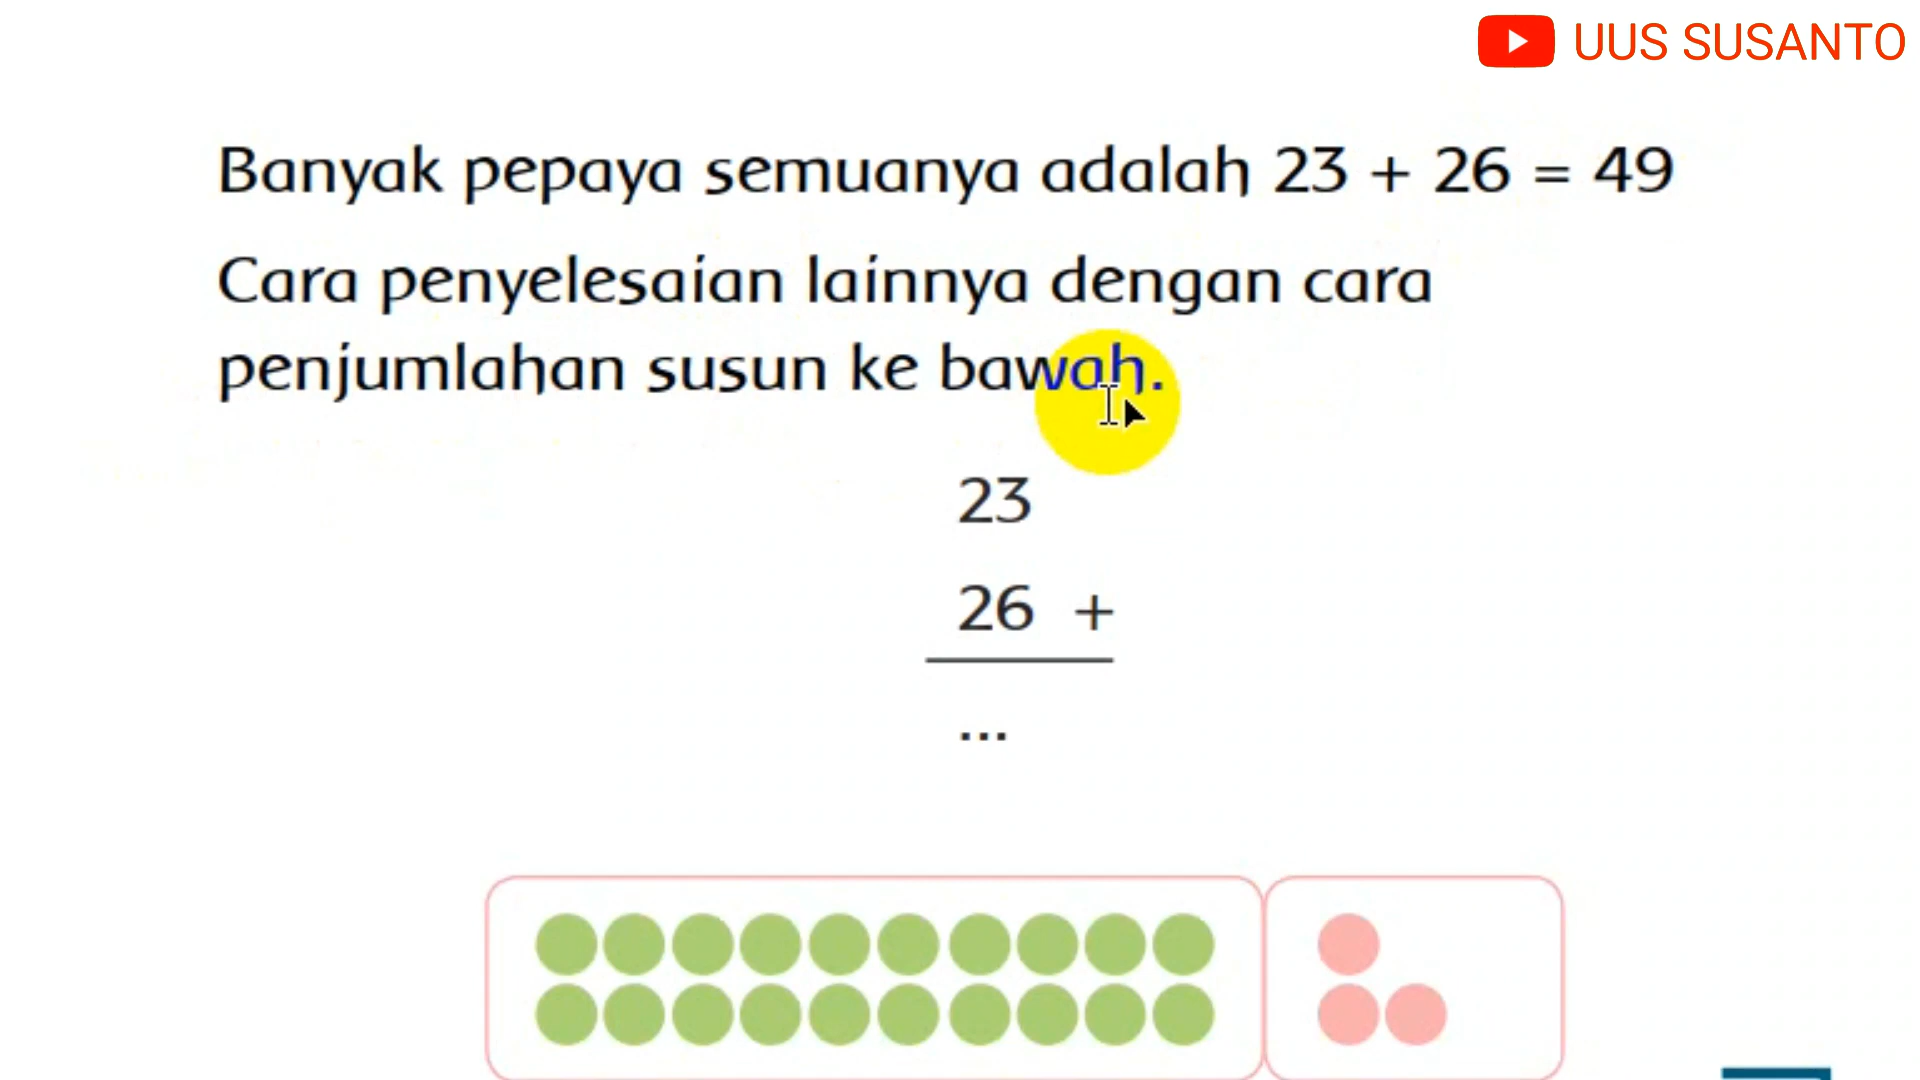 UUS SUSANTO
Banyak pepaya semuanya adalah 23 + 26 = 49
Cara penyelesaian lainnya dengan cara
penjumlahan susun ke bawah.
23
26 +
...